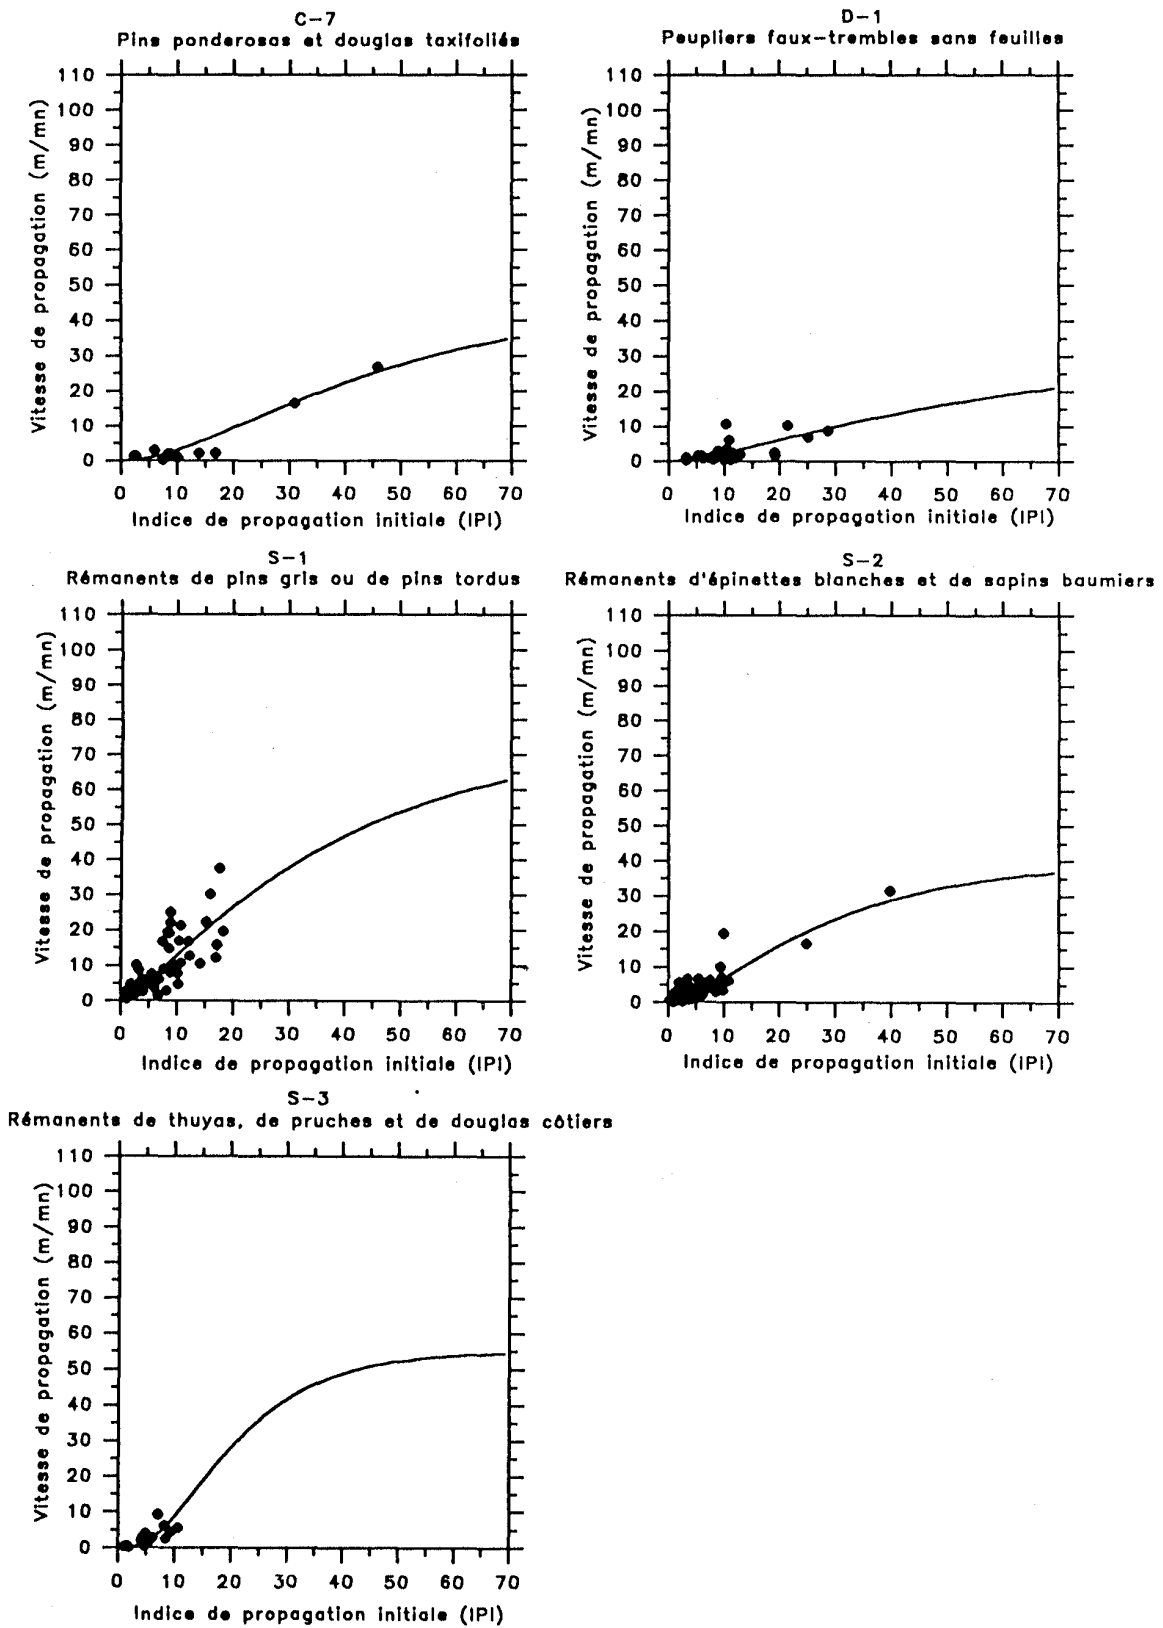 C-7
Pins ponderosas et douglas taxifoliés
110
100
90
80
70
60
50
40
30
20
10
0
Vitesse de propagation (m/mn)
0 10 20 30 40 50 60 70
Indice de propagation initiale (IPI)
D-1
Peupliers faux-trembles sans feuilles
110
100
90
80
70
60
50
40
30
20
10
0
Vitesse de propagation (m/mn)
0 10 20 30 40 50 60 70
Indice de propagation initiale (IPI)
S-1
Rémanents de pins gris ou de pins tordus
110
100
90
80
70
60
50
40
30
20
10
0
Vitesse de propagation (m/mn)
0 10 20 30 40 50 60 70
Indice de propagation initiale (IPI)
S-2
Rémanents d'épinettes blanches et de sapins baumiers
110
100
90
80
70
60
50
40
30
20
10
0
Vitesse de propagation (m/mn)
0 10 20 30 40 50 60 70
Indice de propagation initiale (IPI)
S-3
Rémanents de thuyas, de pruches et de douglas côtiers
110
100
90
80
70
60
50
40
30
20
10
0
Vitesse de propagation (m/mn)
0 10 20 30 40 50 60 70
Indice de propagation initiale (IPI)